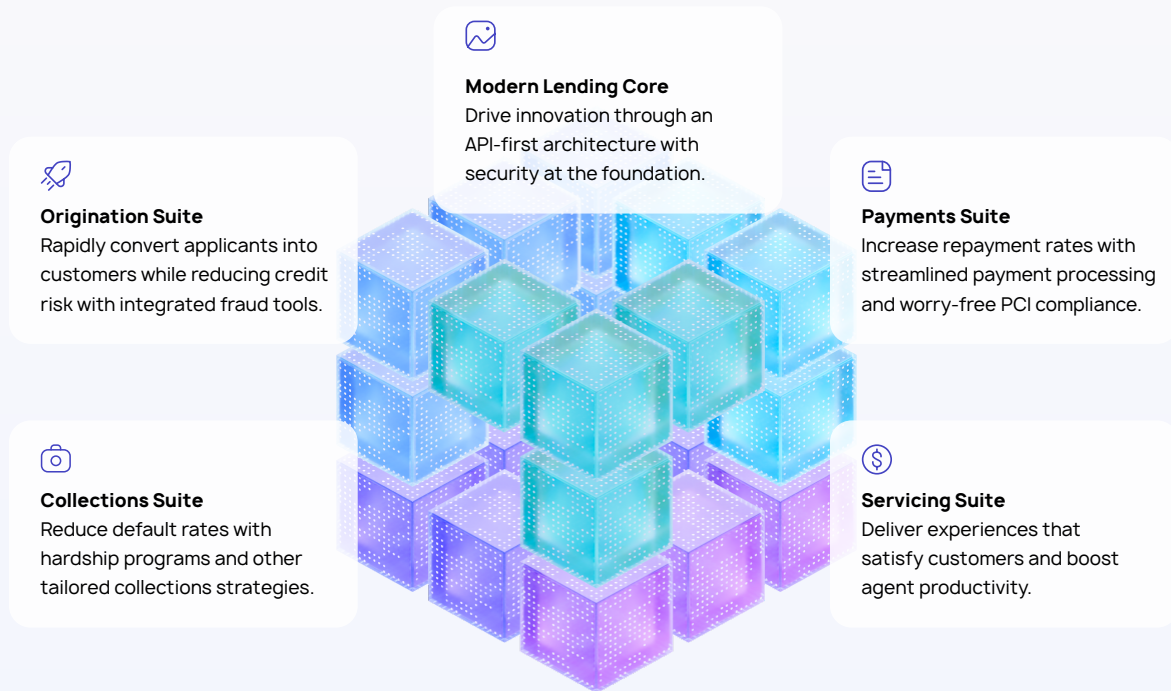 Modern Lending Core
Drive innovation through an
API-first architecture with
security at the foundation.
Origination Suite
Rapidly convert applicants into
customers while reducing credit
risk with integrated fraud tools.
Payments Suite
Increase repayment rates with
streamlined payment processing
and worry-free PCI compliance.
Collections Suite
Reduce default rates with
hardship programs and other
tailored collections strategies.
Servicing Suite
Deliver experiences that
satisfy customers and boost
agent productivity.